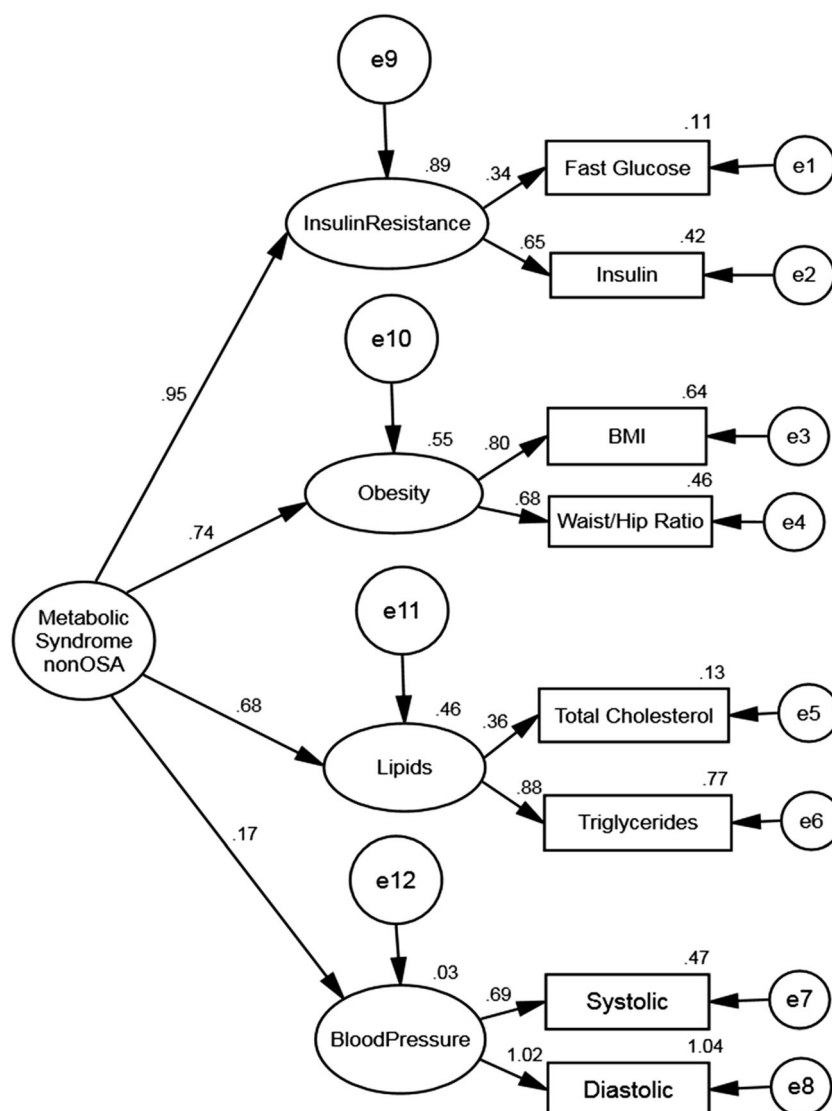 e9
.11
.89
.34
Fast Glucose
e1
InsulinResistance
.65
.42
Insulin
e2
e10
.95
.64
.55
.80
BMI
e3
Obesity
.46
.68
Waist/Hip Ratio
e4
.74
e11
Metabolic
Syndrome
nonOSA
.13
.68
.46
.36
Total Cholesterol
e5
Lipids
.77
.88
Triglycerides
e6
.17
e12
.47
.03
.69
Systolic
e7
BloodPressure
1.02
1.04
Diastolic
e8